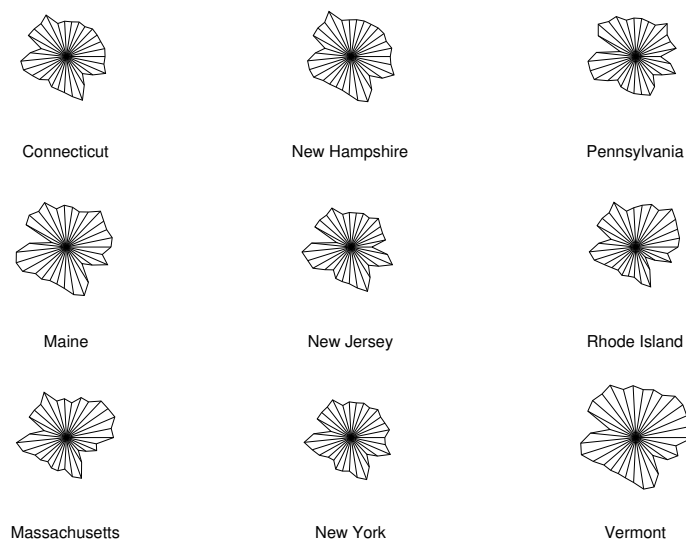 Connecticut
New Hampshire
Pennsylvania
Maine
New Jersey
Rhode Island
Massachusetts
New York
Vermont